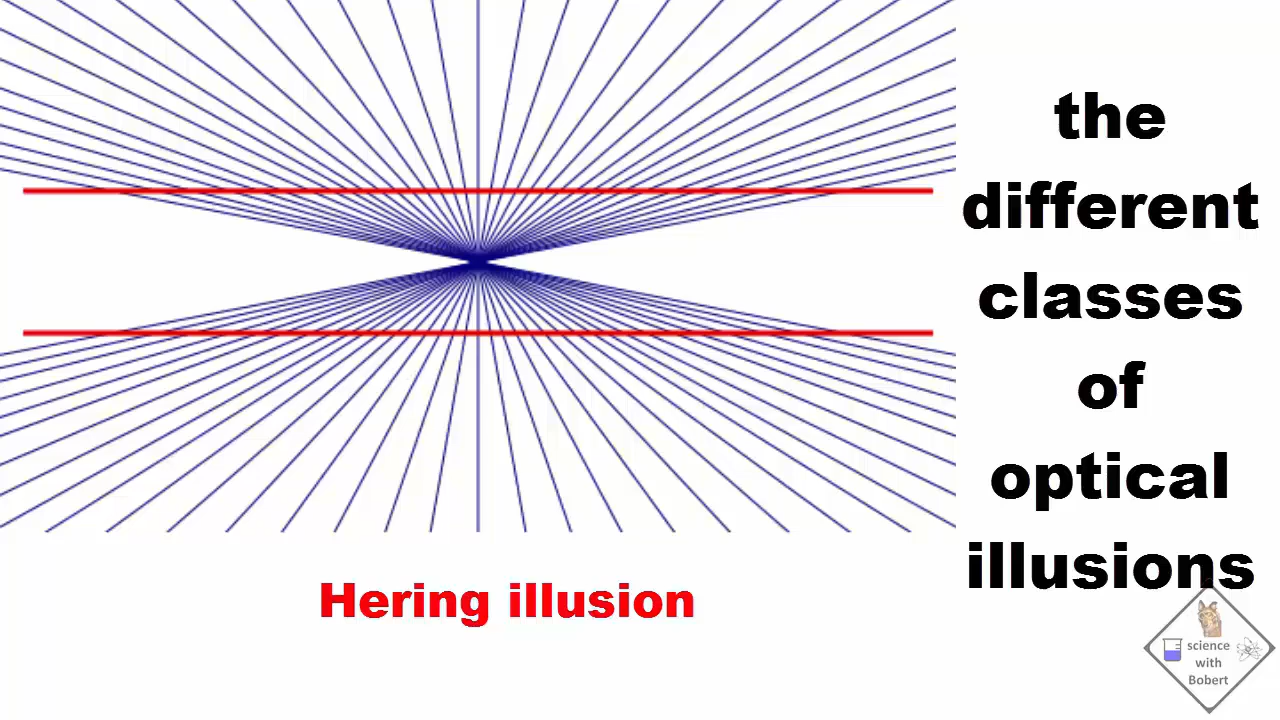 the
different
classes
of
optical
illusions
Hering illusion
science
with
Bobert